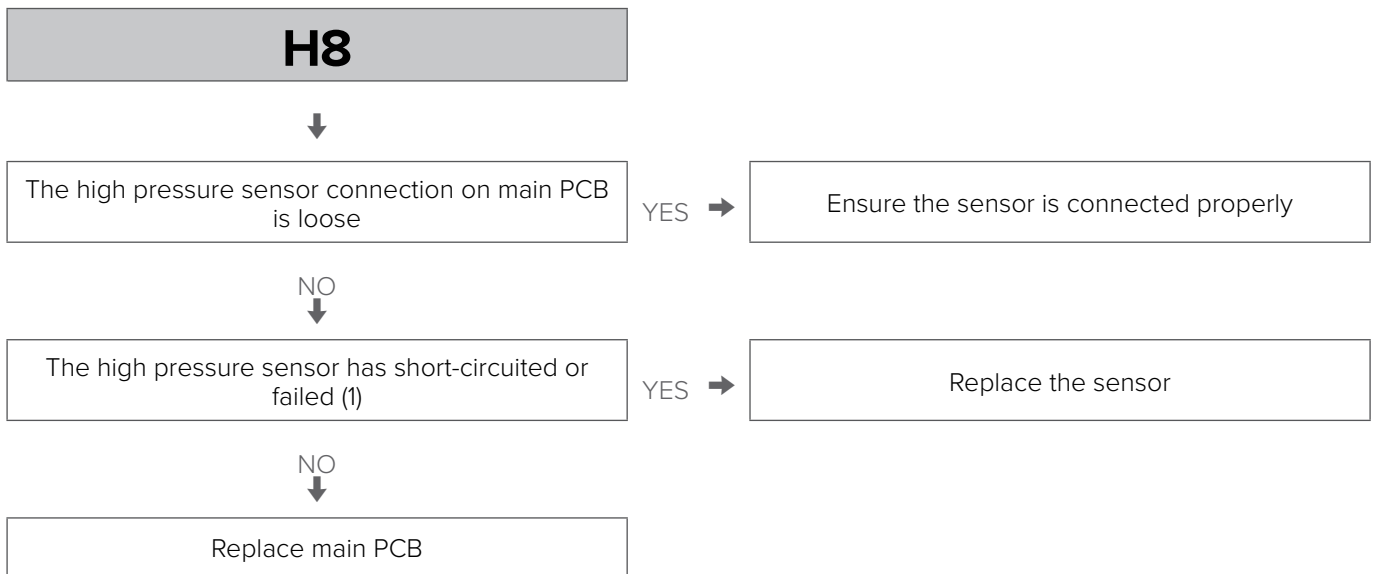 H8
The high pressure sensor connection on main PCB
is loose
YES
Ensure the sensor is connected properly
NO
The high pressure sensor has short-circuited or
failed (1)
YES
Replace the sensor
NO
Replace main PCB